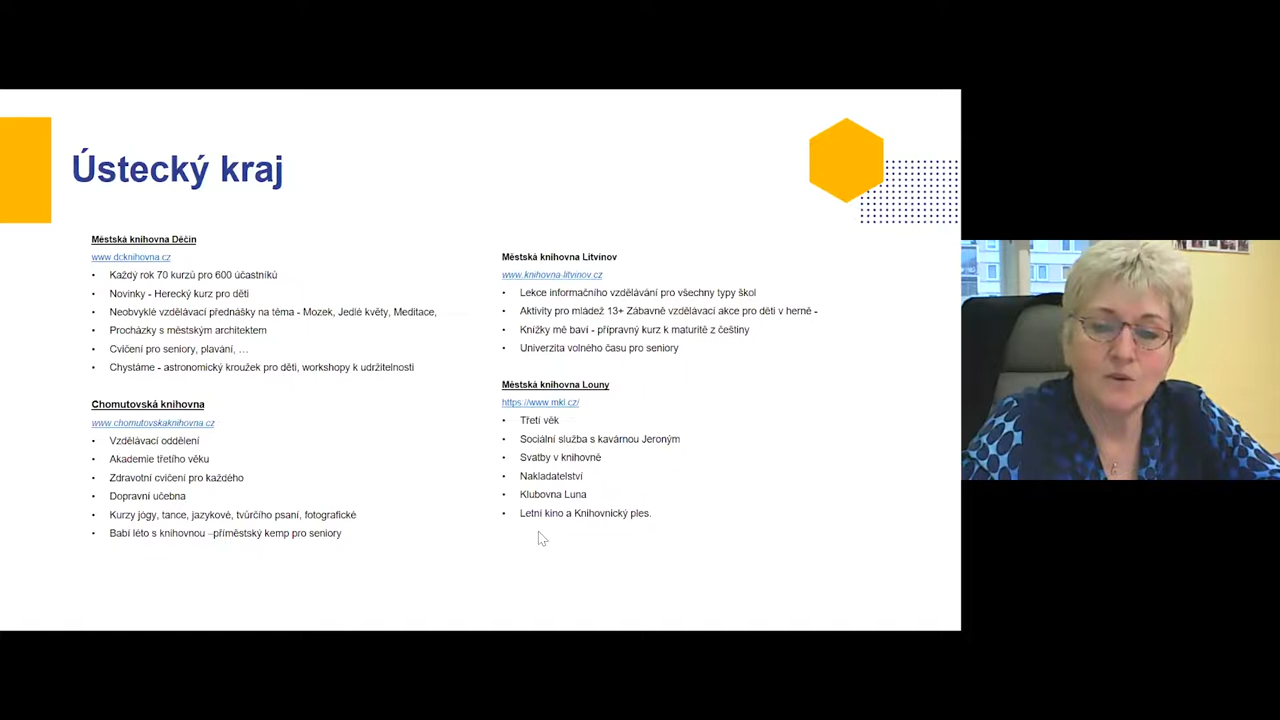 Ústecký kraj
Městská knihovna Děčín
www.dcknihovna.cz
• Každý rok 70 kurzů pro 600 účastníků
• Novinky - Herecký kurz pro děti
• Neobvyklé vzdělávací přednášky na téma - Mozek, Jedlé květy, Meditace,
• Procházky s městským architektem
• Cvičení pro seniory, plavání, …
• Chystáme - astronomický kroužek pro děti, workshopy k udržitelnosti
Chomutovská knihovna
www.chomutovskaknihovna.cz
• Vzdělávací oddělení
• Akademie třetího věku
• Zdravotní cvičení pro každého
• Dopravní učebna
• Kurzy jógy, tance, jazykové, tvůrčího psaní, fotografické
• Babí léto s knihovnou –příměstský kemp pro seniory
Městská knihovna Litvínov
www.knihovna-litvinov.cz
• Lekce informačního vzdělávání pro všechny typy škol
• Aktivity pro mládež 13+ Zábavně vzdělávací akce pro děti v herně -
• Knížky mě baví - přípravný kurz k maturitě z češtiny
• Univerzita volného času pro seniory
Městská knihovna Louny
https://www.mkl.cz/
• Třetí věk
• Sociální služba s kavárnou Jeroným
• Svatby v knihovně
• Nakladatelství
• Klubovna Luna
• Letní kino a Knihovnický ples.